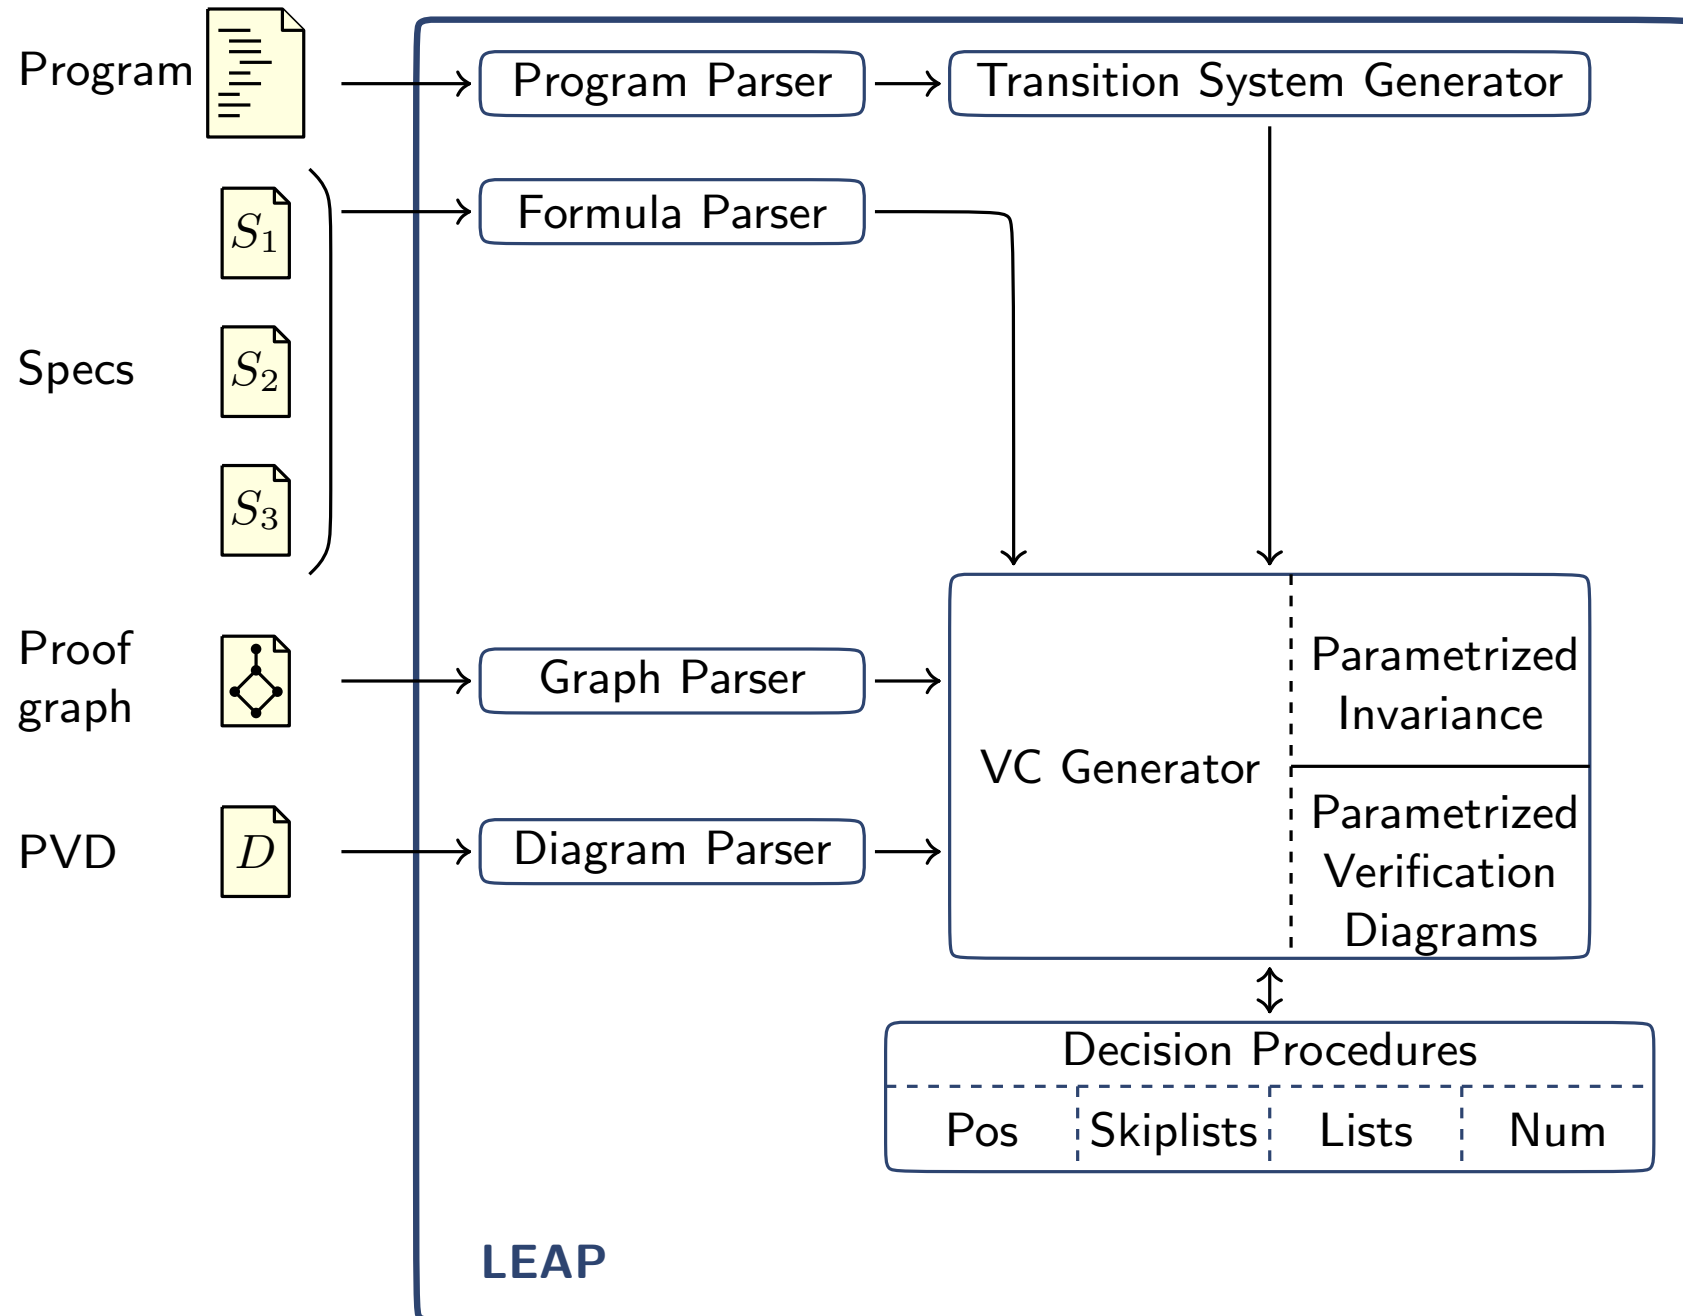 Program
Program Parser
Transition System Generator
S₁
Formula Parser
Specs
S₂
S₃
Proof
graph
Graph Parser
Parametrized
Invariance
VC Generator
PVD
D
Diagram Parser
Parametrized
Verification
Diagrams
Decision Procedures
Pos
Skiplists
Lists
Num
LEAP